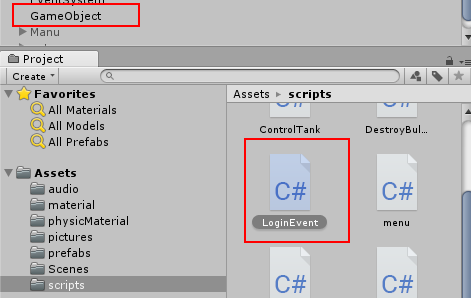 GameObject
Manu
Project
Create
Favorites
All Materials
All Models
All Prefabs
Assets
audio
material
physicMaterial
pictures
prefabs
Scenes
scripts
Assets ▸ scripts
ControlTank
DestroyBul...
C#
LoginEvent
C#
menu
C#
C#